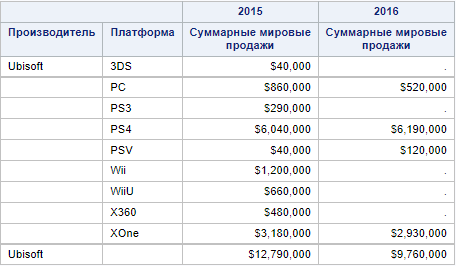 2015 2016
Производитель Платформа Суммарные мировые продажи Суммарные мировые продажи
Ubisoft 3DS $40,000 .
PC $860,000 $520,000
PS3 $290,000 .
PS4 $6,040,000 $6,190,000
PSV $40,000 $120,000
Wii $1,200,000 .
WiiU $660,000 .
X360 $480,000 .
XOne $3,180,000 $2,930,000
Ubisoft $12,790,000 $9,760,000